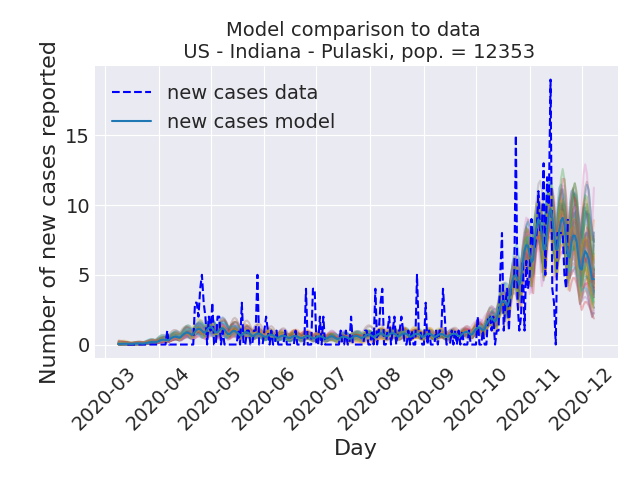 Model comparison to data
US - Indiana - Pulaski, pop. = 12353
new cases data
new cases model
Number of new cases reported
15
10
5
0
2020-03
2020-04
2020-05
2020-06
2020-07
2020-08
2020-09
2020-10
2020-11
2020-12
Day